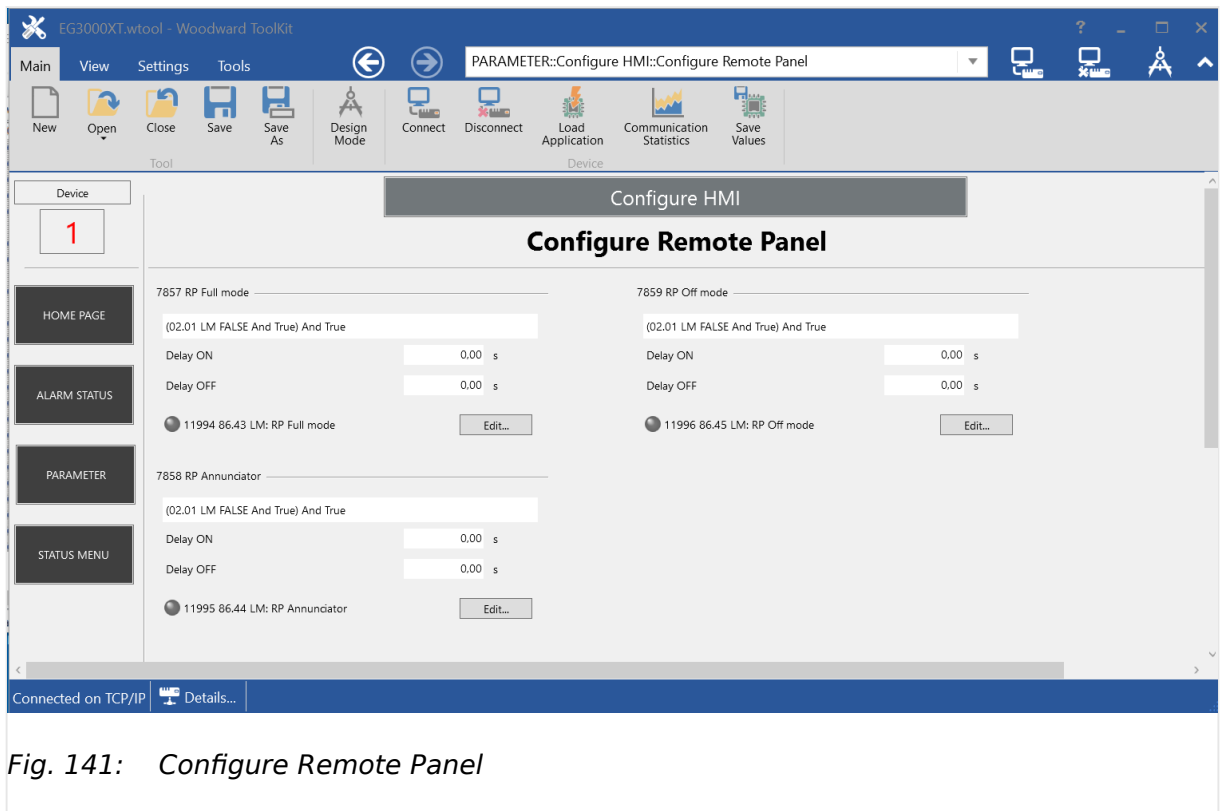 EG3000XT.wtool - Woodward ToolKit
?
Main View Settings Tools
PARAMETER::Configure HMI::Configure Remote Panel
New Open Close Save Save As Design Mode Connect Disconnect Load Application Communication Statistics Save Values
Tool Device
Device
1
HOME PAGE
ALARM STATUS
PARAMETER
STATUS MENU
Configure HMI
Configure Remote Panel
7857 RP Full mode
(02.01 LM FALSE And True) And True
Delay ON 0,00 s
Delay OFF 0,00 s
11994 86.43 LM: RP Full mode Edit...
7859 RP Off mode
(02.01 LM FALSE And True) And True
Delay ON 0,00 s
Delay OFF 0,00 s
11996 86.45 LM: RP Off mode Edit...
7858 RP Annunciator
(02.01 LM FALSE And True) And True
Delay ON 0,00 s
Delay OFF 0,00 s
11995 86.44 LM: RP Annunciator Edit...
Connected on TCP/IP Details...
Fig. 141: Configure Remote Panel